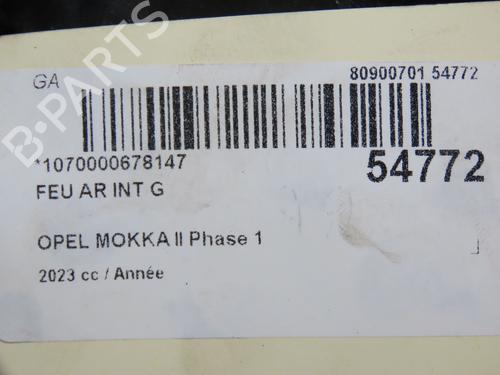 GA
80900701 54772
*1070000678147
54772
FEU AR INT G
OPEL MOKKA II Phase 1
2023 cc / Année
B-PARTS